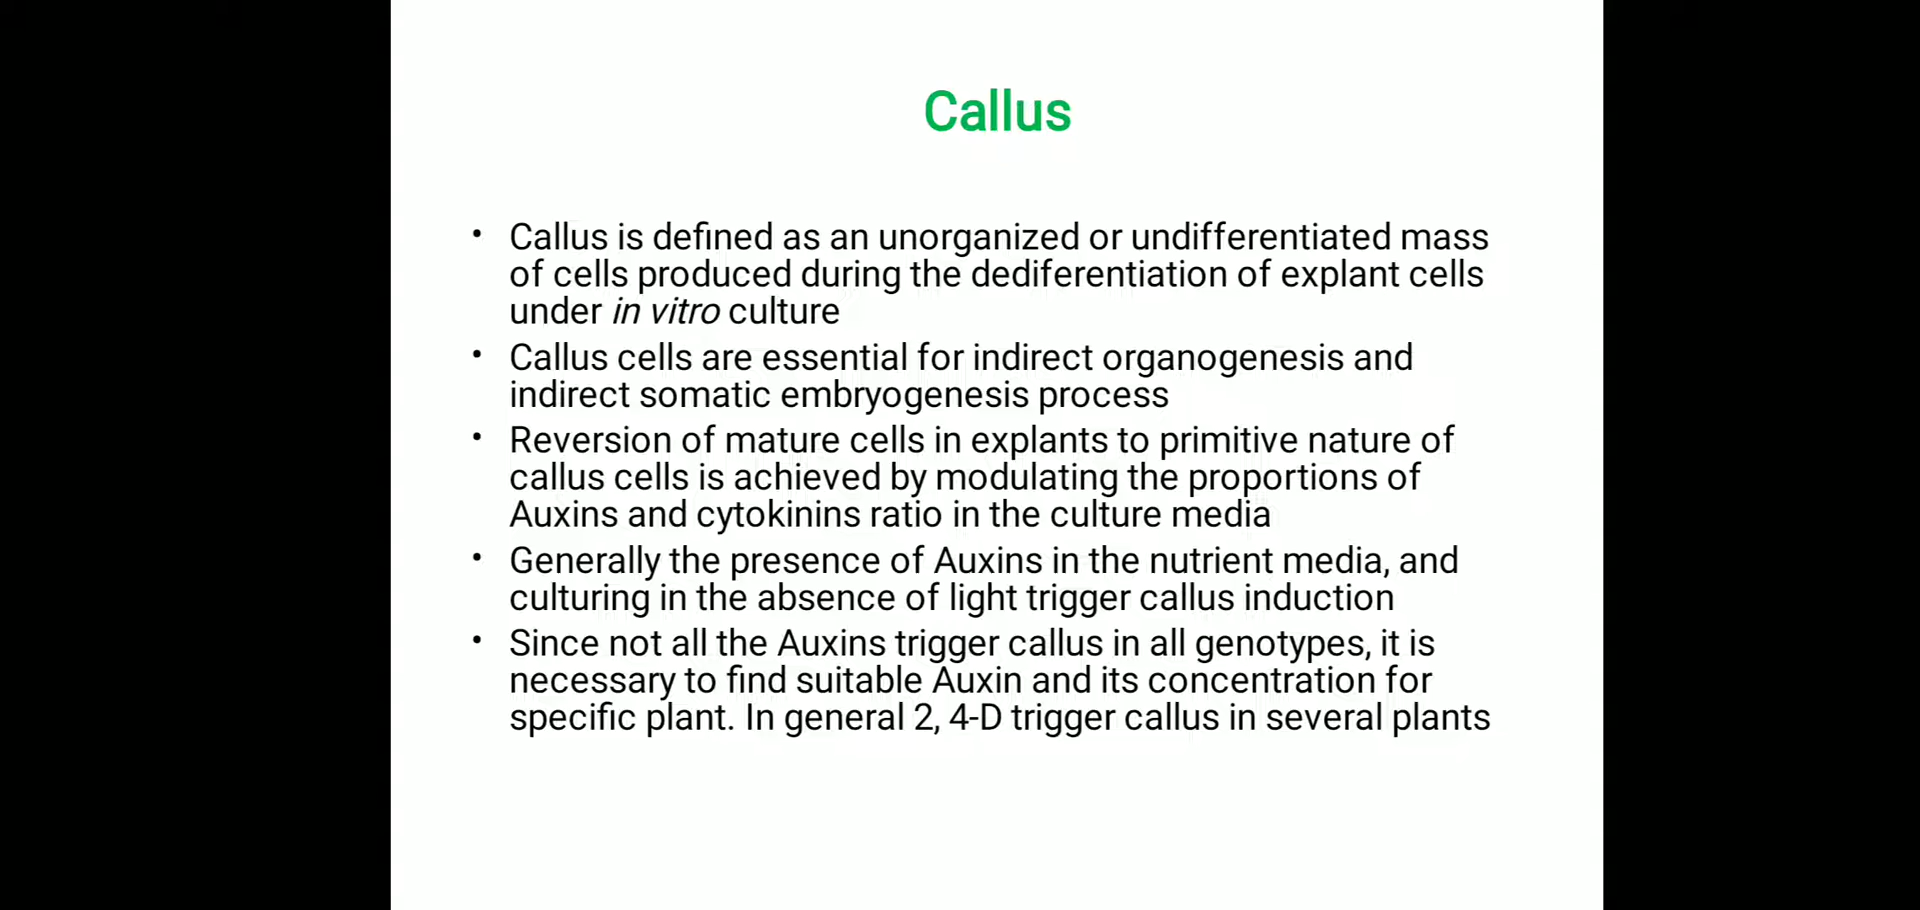 Callus
• Callus is defined as an unorganized or undifferentiated mass
of cells produced during the dediferentiation of explant cells
under in vitro culture
• Callus cells are essential for indirect organogenesis and
indirect somatic embryogenesis process
• Reversion of mature cells in explants to primitive nature of
callus cells is achieved by modulating the proportions of
Auxins and cytokinins ratio in the culture media
• Generally the presence of Auxins in the nutrient media, and
culturing in the absence of light trigger callus induction
• Since not all the Auxins trigger callus in all genotypes, it is
necessary to find suitable Auxin and its concentration for
specific plant. In general 2, 4-D trigger callus in several plants